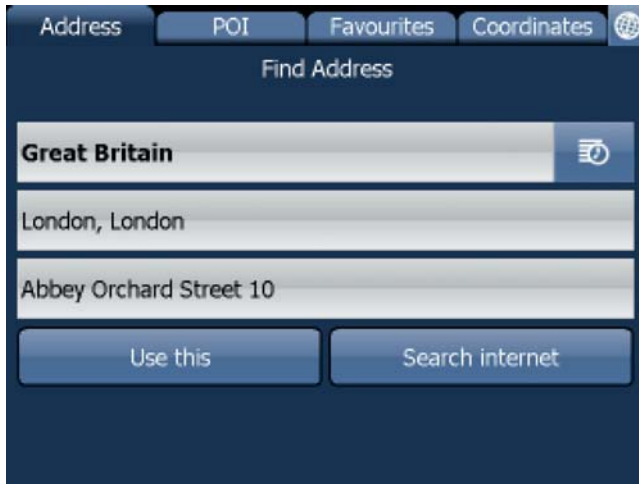 Address POI Favourites Coordinates
Find Address
Great Britain
London, London
Abbey Orchard Street 10
Use this Search internet